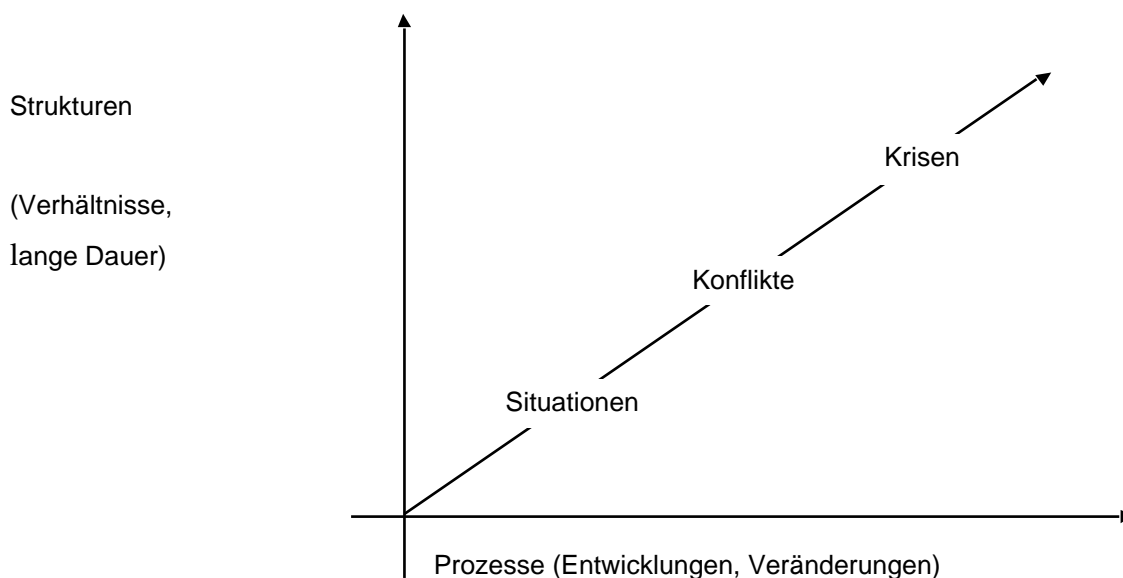 Strukturen
Krisen
(Verhältnisse,
lange Dauer)
Konflikte
Situationen
Prozesse (Entwicklungen, Veränderungen)